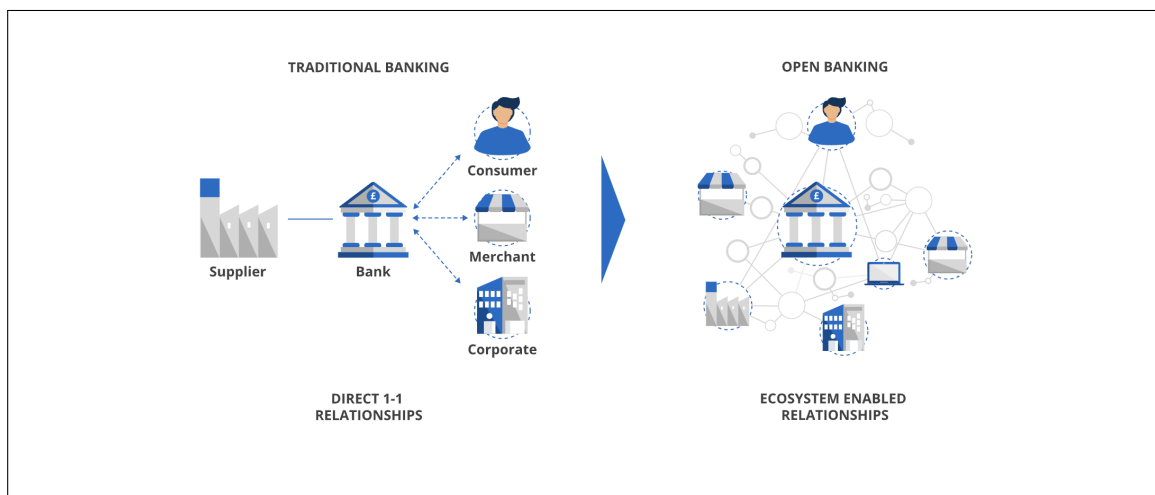 TRADITIONAL BANKING
£
Supplier
Bank
Consumer
Merchant
Corporate
DIRECT 1-1
RELATIONSHIPS
OPEN BANKING
£
ECOSYSTEM ENABLED
RELATIONSHIPS